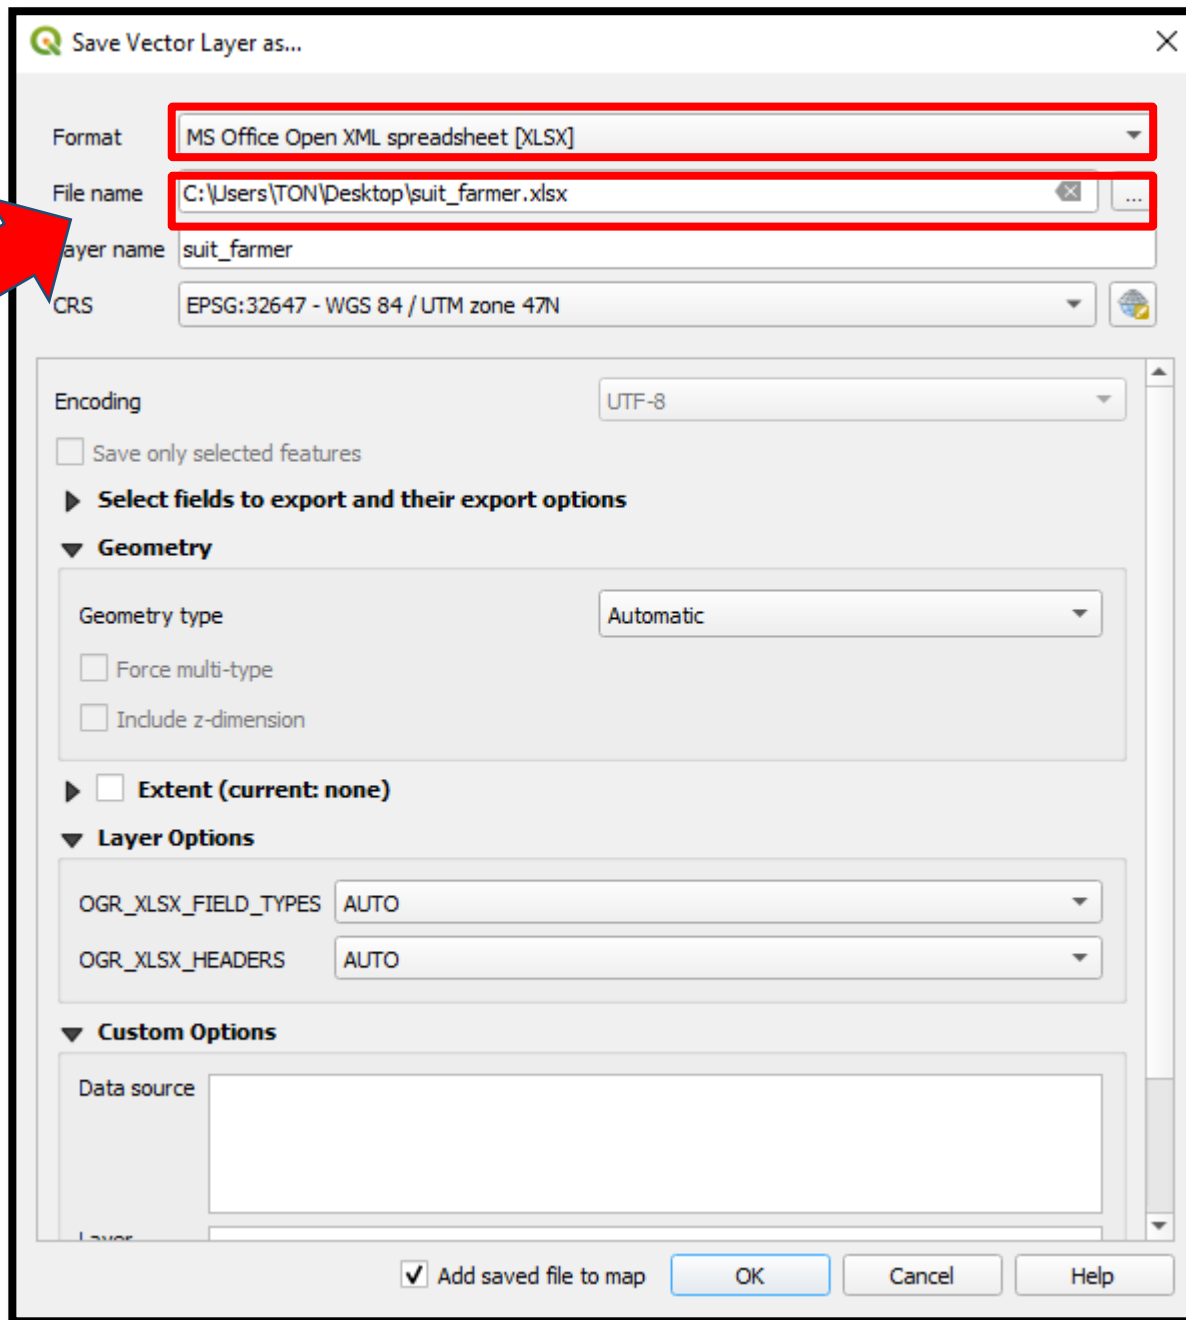 Save Vector Layer as...
Format MS Office Open XML spreadsheet [XLSX]
File name C:\Users\TON\Desktop\suit_farmer.xlsx ...
ayer name suit_farmer
CRS EPSG:32647 - WGS 84 / UTM zone 47N
Encoding UTF-8
Save only selected features
Select fields to export and their export options
Geometry
Geometry type Automatic
Force multi-type
Include z-dimension
Extent (current: none)
Layer Options
OGR_XLSX_FIELD_TYPES AUTO
OGR_XLSX_HEADERS AUTO
Custom Options
Data source
Layer
Add saved file to map OK Cancel Help